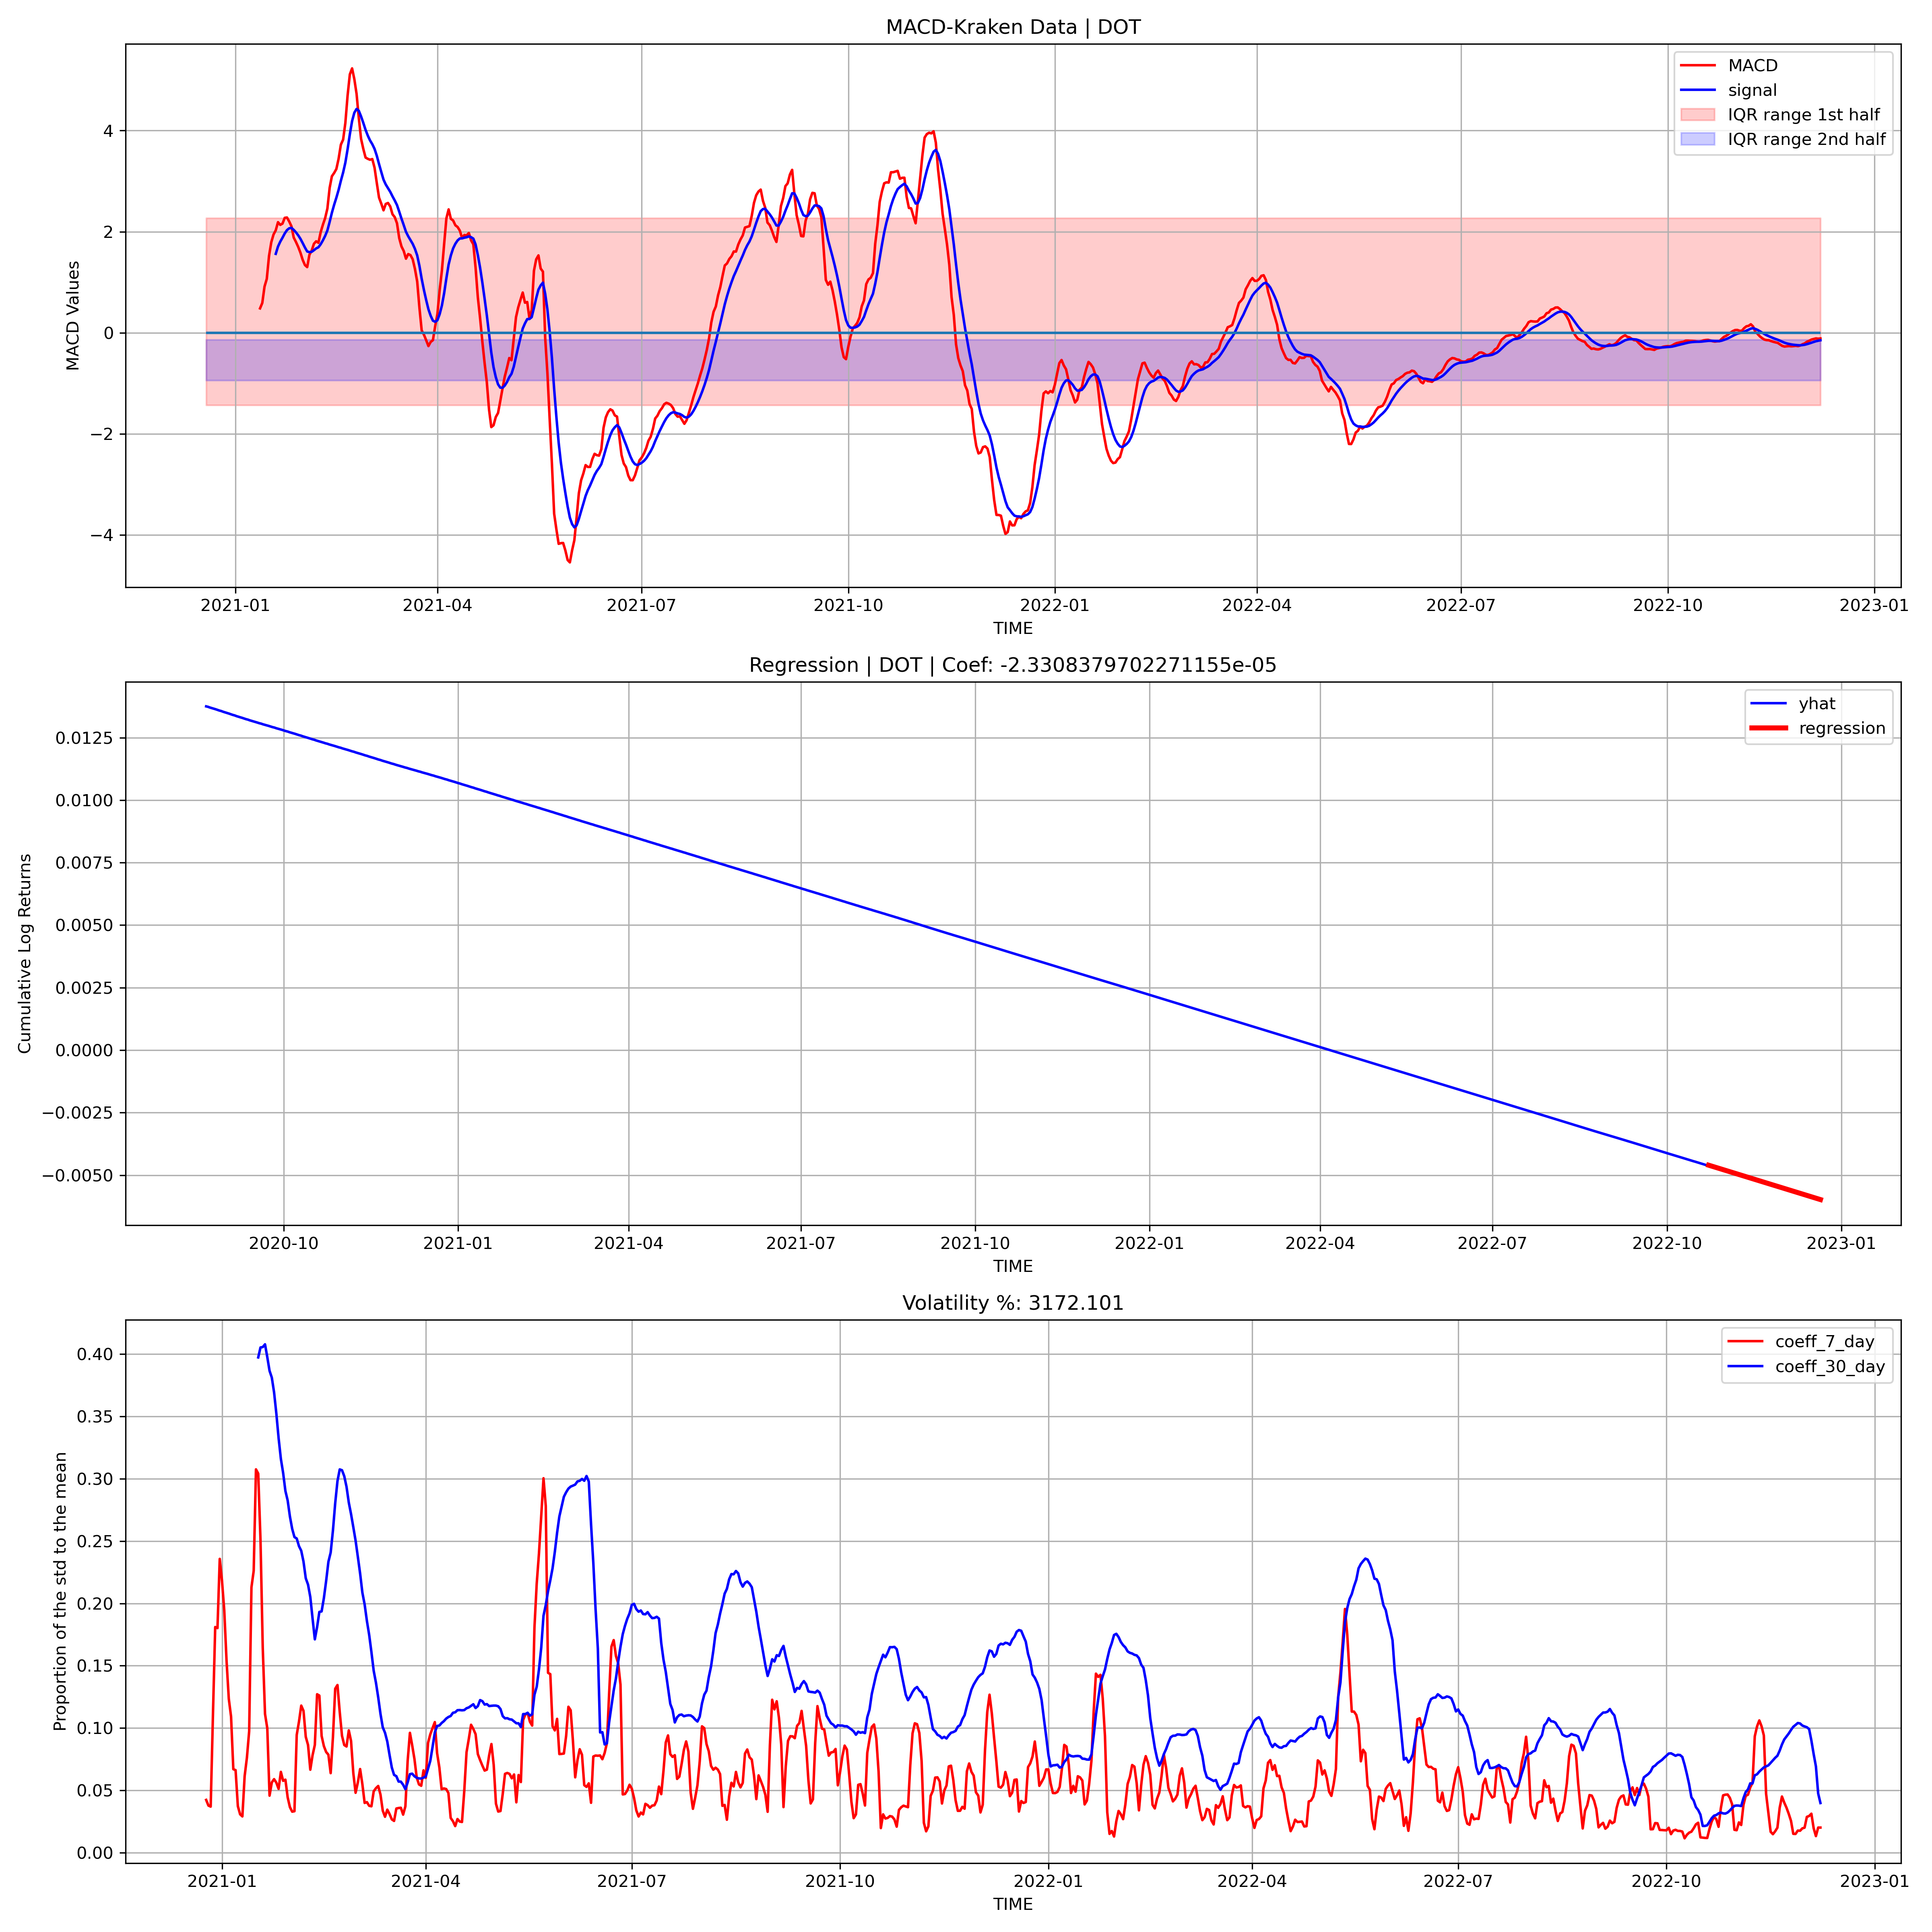 MACD-Kraken Data | DOT
MACD Values
4
2
0
−2
−4
MACD
signal
IQR range 1st half
IQR range 2nd half
2021-01 2021-04 2021-07 2021-10 2022-01 2022-04 2022-07 2022-10 2023-01
TIME
Regression | DOT | Coef: -2.3308379702271155e-05
Cumulative Log Returns
0.0125
0.0100
0.0075
0.0050
0.0025
0.0000
−0.0025
−0.0050
yhat
regression
2020-10 2021-01 2021-04 2021-07 2021-10 2022-01 2022-04 2022-07 2022-10 2023-01
TIME
Volatility %: 3172.101
Proportion of the std to the mean
0.40
0.35
0.30
0.25
0.20
0.15
0.10
0.05
0.00
coeff_7_day
coeff_30_day
2021-01 2021-04 2021-07 2021-10 2022-01 2022-04 2022-07 2022-10 2023-01
TIME